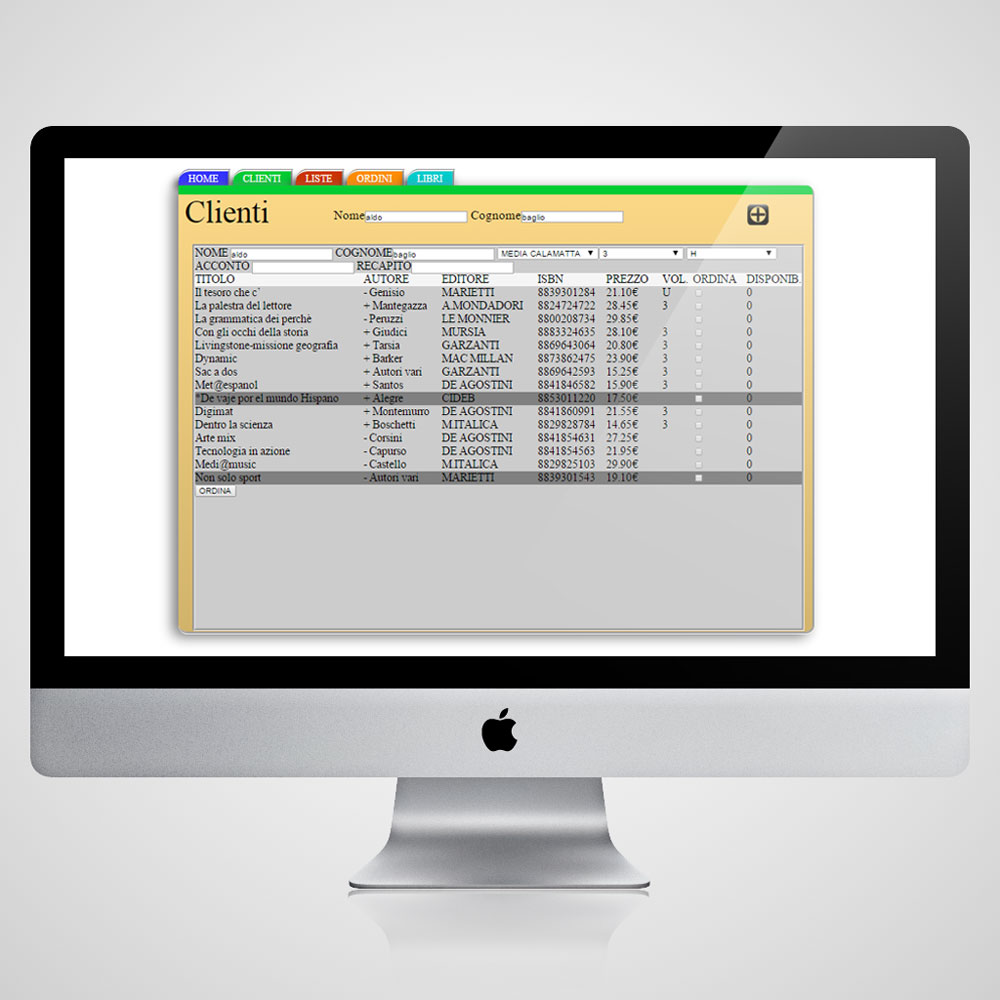 HOME CLIENTI LISTE ORDINI LIBRI
Clienti Nome aldo Cognome baglio
NOME aldo COGNOME baglio MEDIA CALAMATTA 3 H
ACCONTO RECAPITO
TITOLO AUTORE EDITORE ISBN PREZZO VOL. ORDINA DISPONIB.
Il tesoro che c` - Genisio MARIETTI 8839301284 21.10€ U 0
La palestra del lettore + Mantegazza A.MONDADORI 8824724722 28.45€ 3 0
La grammatica dei perchè - Peruzzi LE MONNIER 8800208734 29.85€ 0
Con gli occhi della storia + Giudici MURSIA 8883324635 28.10€ 3 0
Livingstone-missione geografia + Tarsia GARZANTI 8869643064 20.80€ 3 0
Dynamic + Barker MAC MILLAN 8873862475 23.90€ 3 0
Sac a dos + Autori vari GARZANTI 8869642593 15.25€ 3 0
Met@espanol + Santos DE AGOSTINI 8841846582 15.90€ 3 0
*De vaje por el mundo Hispano + Alegre CIDEB 8853011220 17.50€ 0
Digimat + Montemurro DE AGOSTINI 8841860991 21.55€ 3 0
Dentro la scienza + Boschetti M.ITALICA 8829828784 14.65€ 3 0
Arte mix - Corsini DE AGOSTINI 8841854631 27.25€ 0
Tecnologia in azione - Capurso DE AGOSTINI 8841854563 21.95€ 0
Medi@music - Castello M.ITALICA 8829825103 29.90€ 0
Non solo sport - Autori vari MARIETTI 8839301543 19.10€ 0
ORDINA